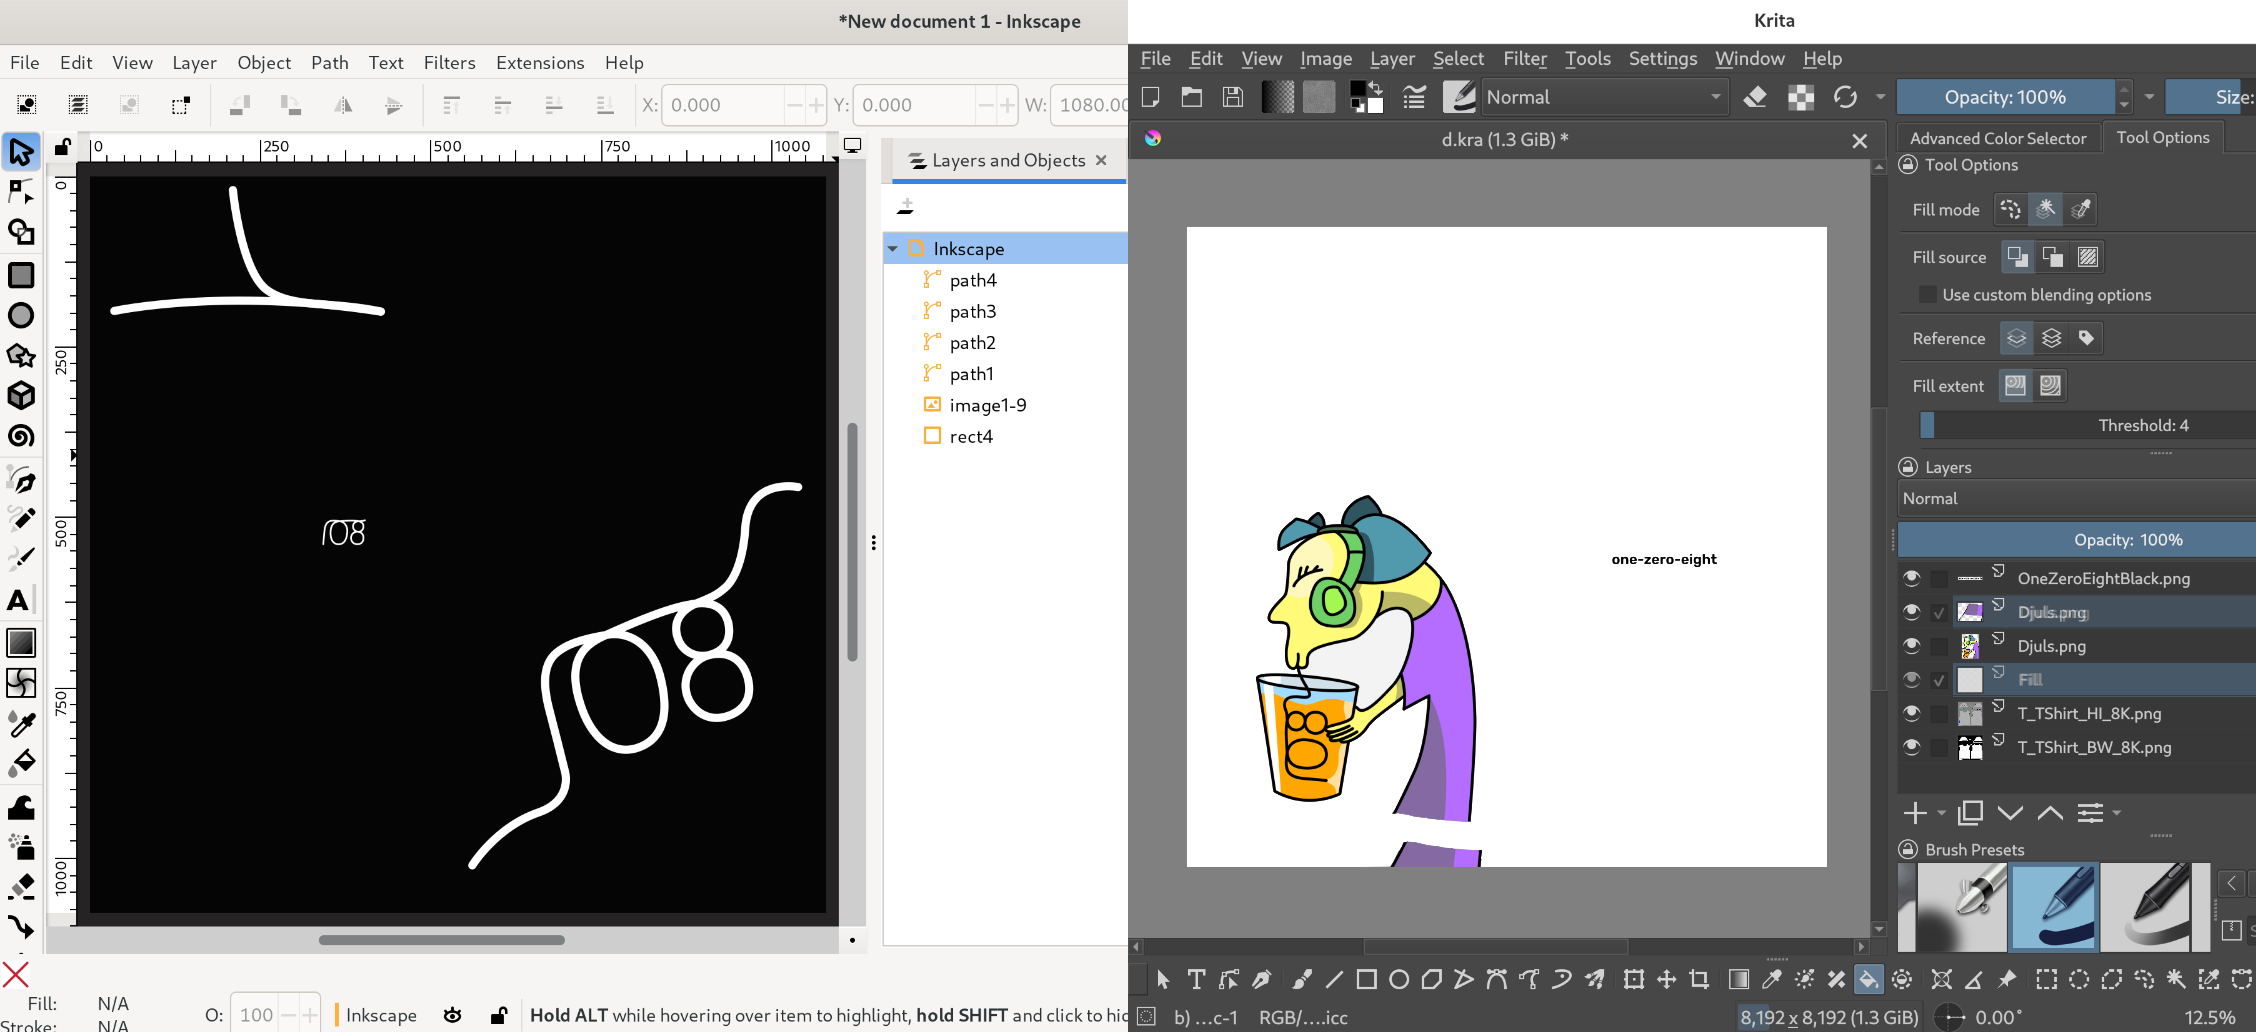 *New document 1 - Inkscape
File Edit View Layer Object Path Text Filters Extensions Help
X: 0.000 Y: 0.000 W: 1080.00
0 250 500 750 1000
0
250
500
750
1000
108
108
Layers and Objects
Inkscape
path4
path3
path2
path1
image1-9
rect4
Fill: N/A
Stroke: N/A
O: 100
Inkscape
Hold ALT while hovering over item to highlight, hold SHIFT and click to hid
Krita
File Edit View Image Layer Select Filter Tools Settings Window Help
Normal
Opacity: 100%
Size:
d.kra (1.3 GiB) *
one-zero-eight
Advanced Color Selector Tool Options
Tool Options
Fill mode
Fill source
Use custom blending options
Reference
Fill extent
Threshold: 4
Layers
Normal
Opacity: 100%
OneZeroEightBlack.png
Djuls.png
Djuls.png
Fill
T_TShirt_HI_8K.png
T_TShirt_BW_8K.png
Brush Presets
b) ...c-1 RGB/....icc
8,192 x 8,192 (1.3 GiB)
0.00°
12.5%